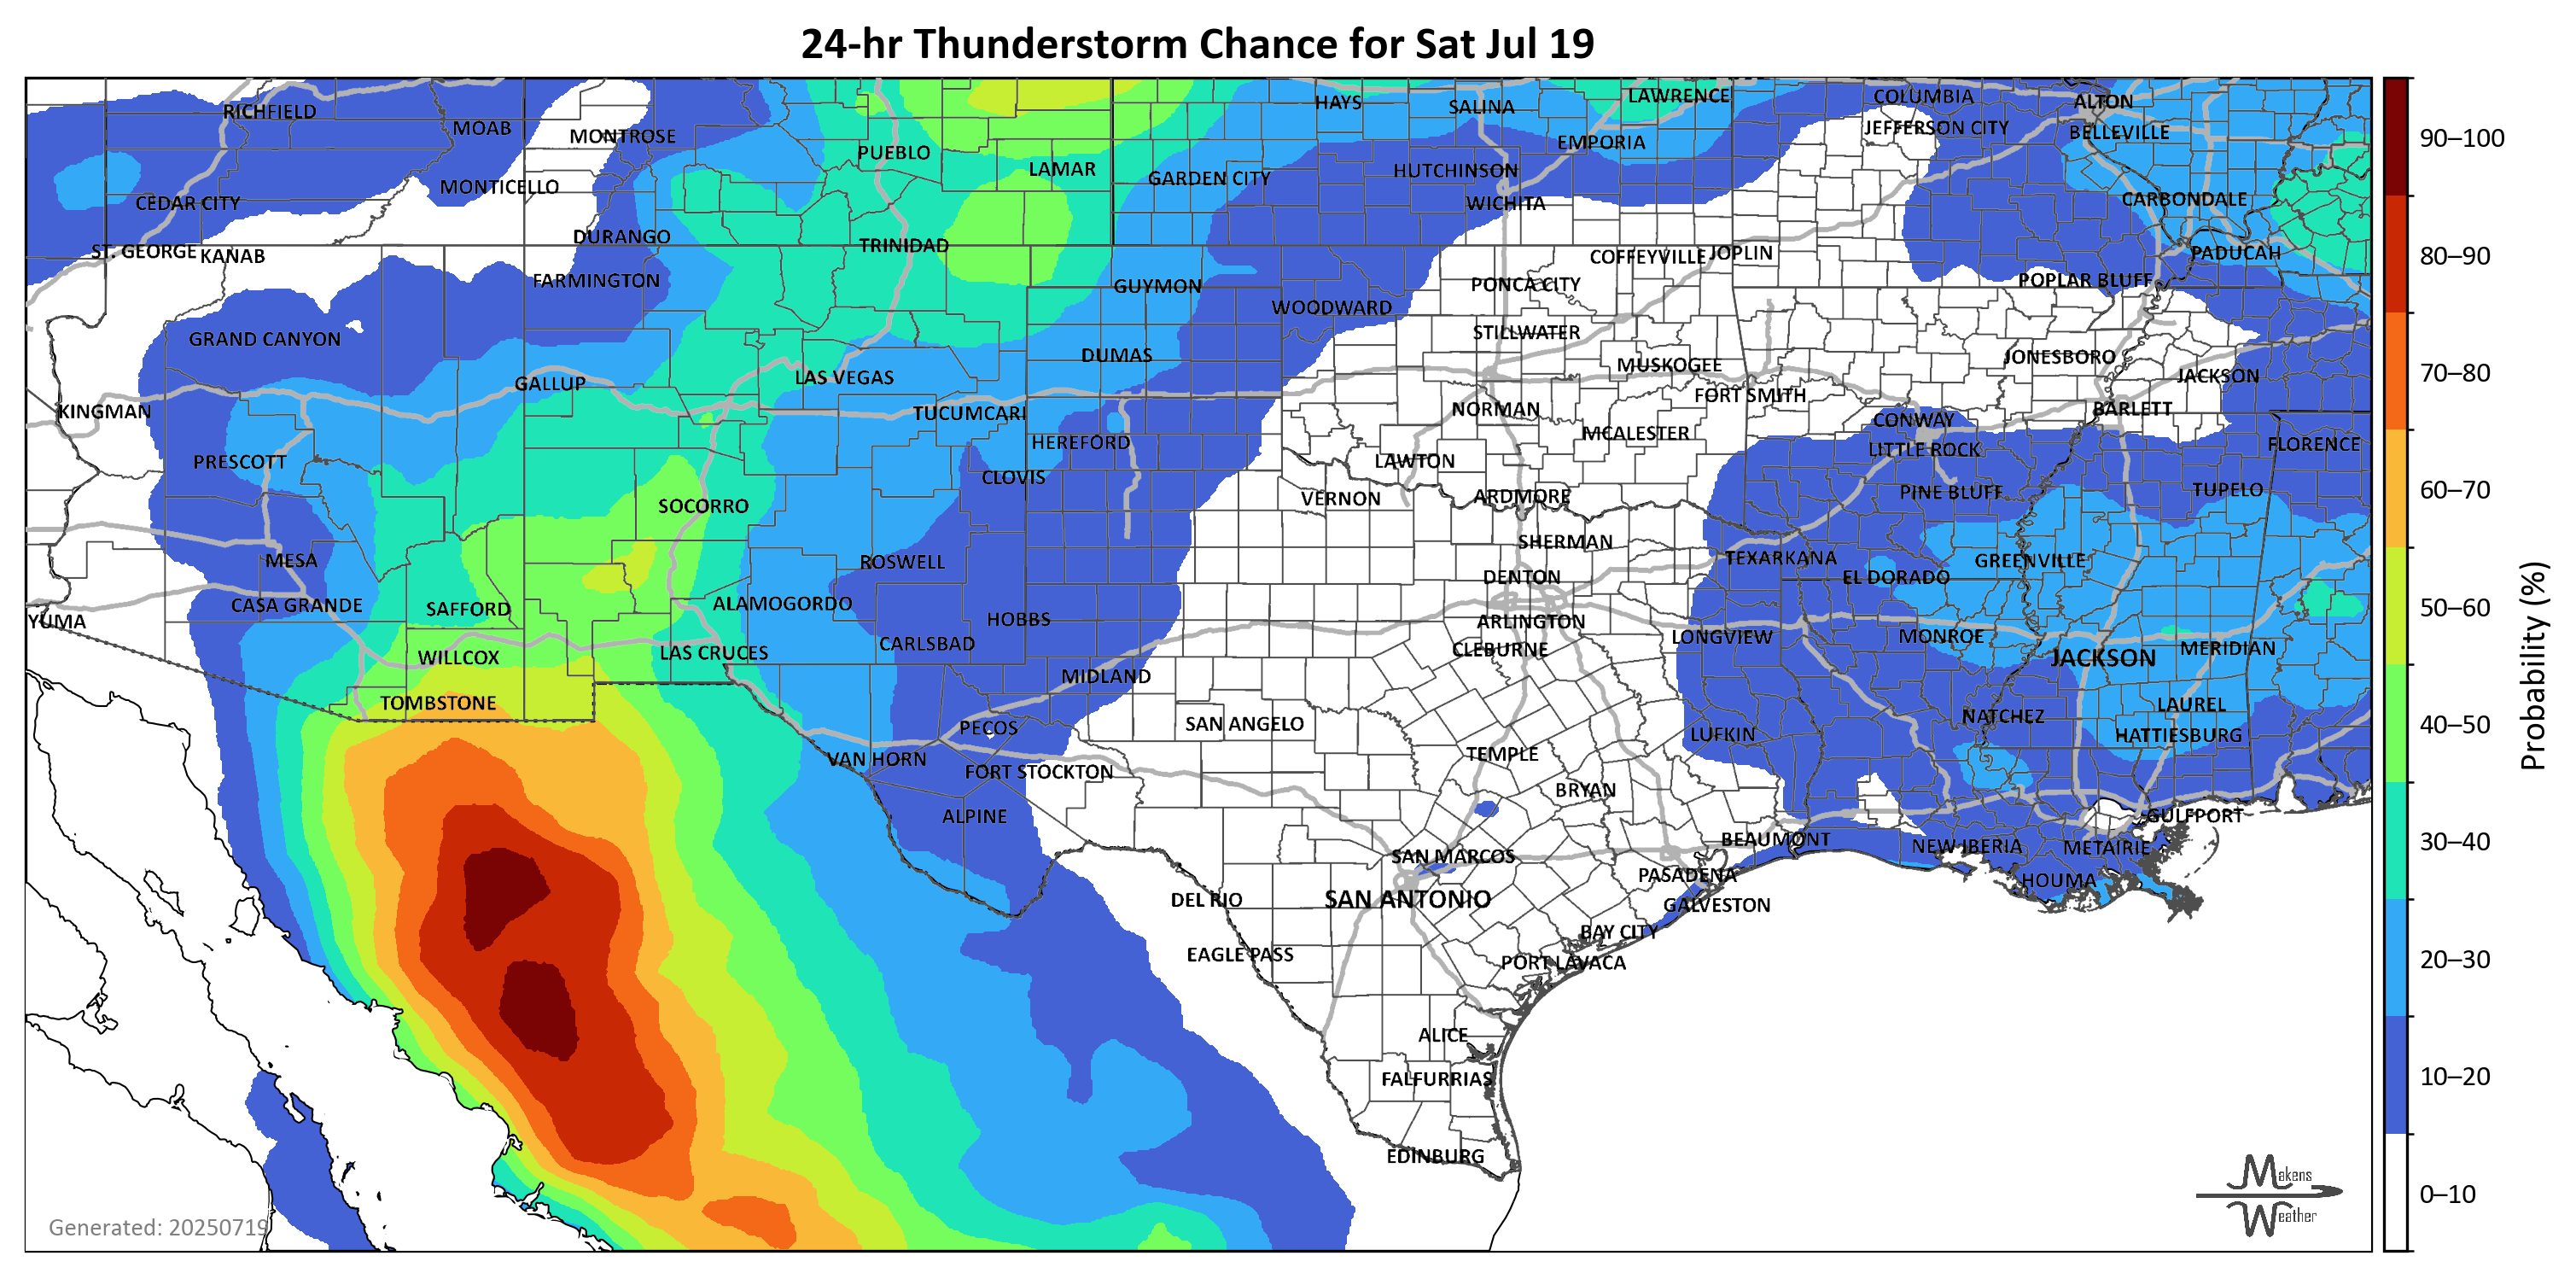 24-hr Thunderstorm Chance for Sat Jul 19
RICHFIELD
MOAB
MONTROSE
PUEBLO
LAMAR
HAYS
SALINA
LAWRENCE
COLUMBIA
ALTON
JEFFERSON CITY
BELLEVILLE
EMPORIA
HUTCHINSON
GARDEN CITY
MONTICELLO
CEDAR CITY
WICHITA
CARBONDALE
DURANGO
TRINIDAD
ST. GEORGE
KANAB
COFFEYVILLE
JOPLIN
PADUCAH
FARMINGTON
GUYMON
PONCA CITY
POPLAR BLUFF
WOODWARD
GRAND CANYON
STILLWATER
DUMAS
JONESBORO
MUSKOGEE
JACKSON
GALLUP
LAS VEGAS
FORT SMITH
KINGMAN
TUCUMCARI
NORMAN
BARLETT
CONWAY
HEREFORD
MCALESTER
FLORENCE
LITTLE ROCK
PRESCOTT
LAWTON
CLOVIS
PINE BLUFF
TUPELO
VERNON
ARDMORE
SOCORRO
SHERMAN
MESA
ROSWELL
TEXARKANA
GREENVILLE
DENTON
EL DORADO
CASA GRANDE
SAFFORD
ALAMOGORDO
YUMA
HOBBS
ARLINGTON
LONGVIEW
MONROE
CARLSBAD
CLEBURNE
MERIDIAN
WILLCOX
LAS CRUCES
JACKSON
MIDLAND
TOMBSTONE
LAUREL
NATCHEZ
SAN ANGELO
PECOS
LUFKIN
HATTIESBURG
TEMPLE
VAN HORN
FORT STOCKTON
BRYAN
ALPINE
GULFPORT
BEAUMONT
NEW IBERIA
METAIRIE
SAN MARCOS
PASADENA
HOUMA
DEL RIO
SAN ANTONIO
GALVESTON
BAY CITY
EAGLE PASS
PORT LAVACA
ALICE
FALFURRIAS
EDINBURG
Generated: 20250719
Makens
Weather
90–100
80–90
70–80
60–70
50–60
40–50
30–40
20–30
10–20
0–10
Probability (%)